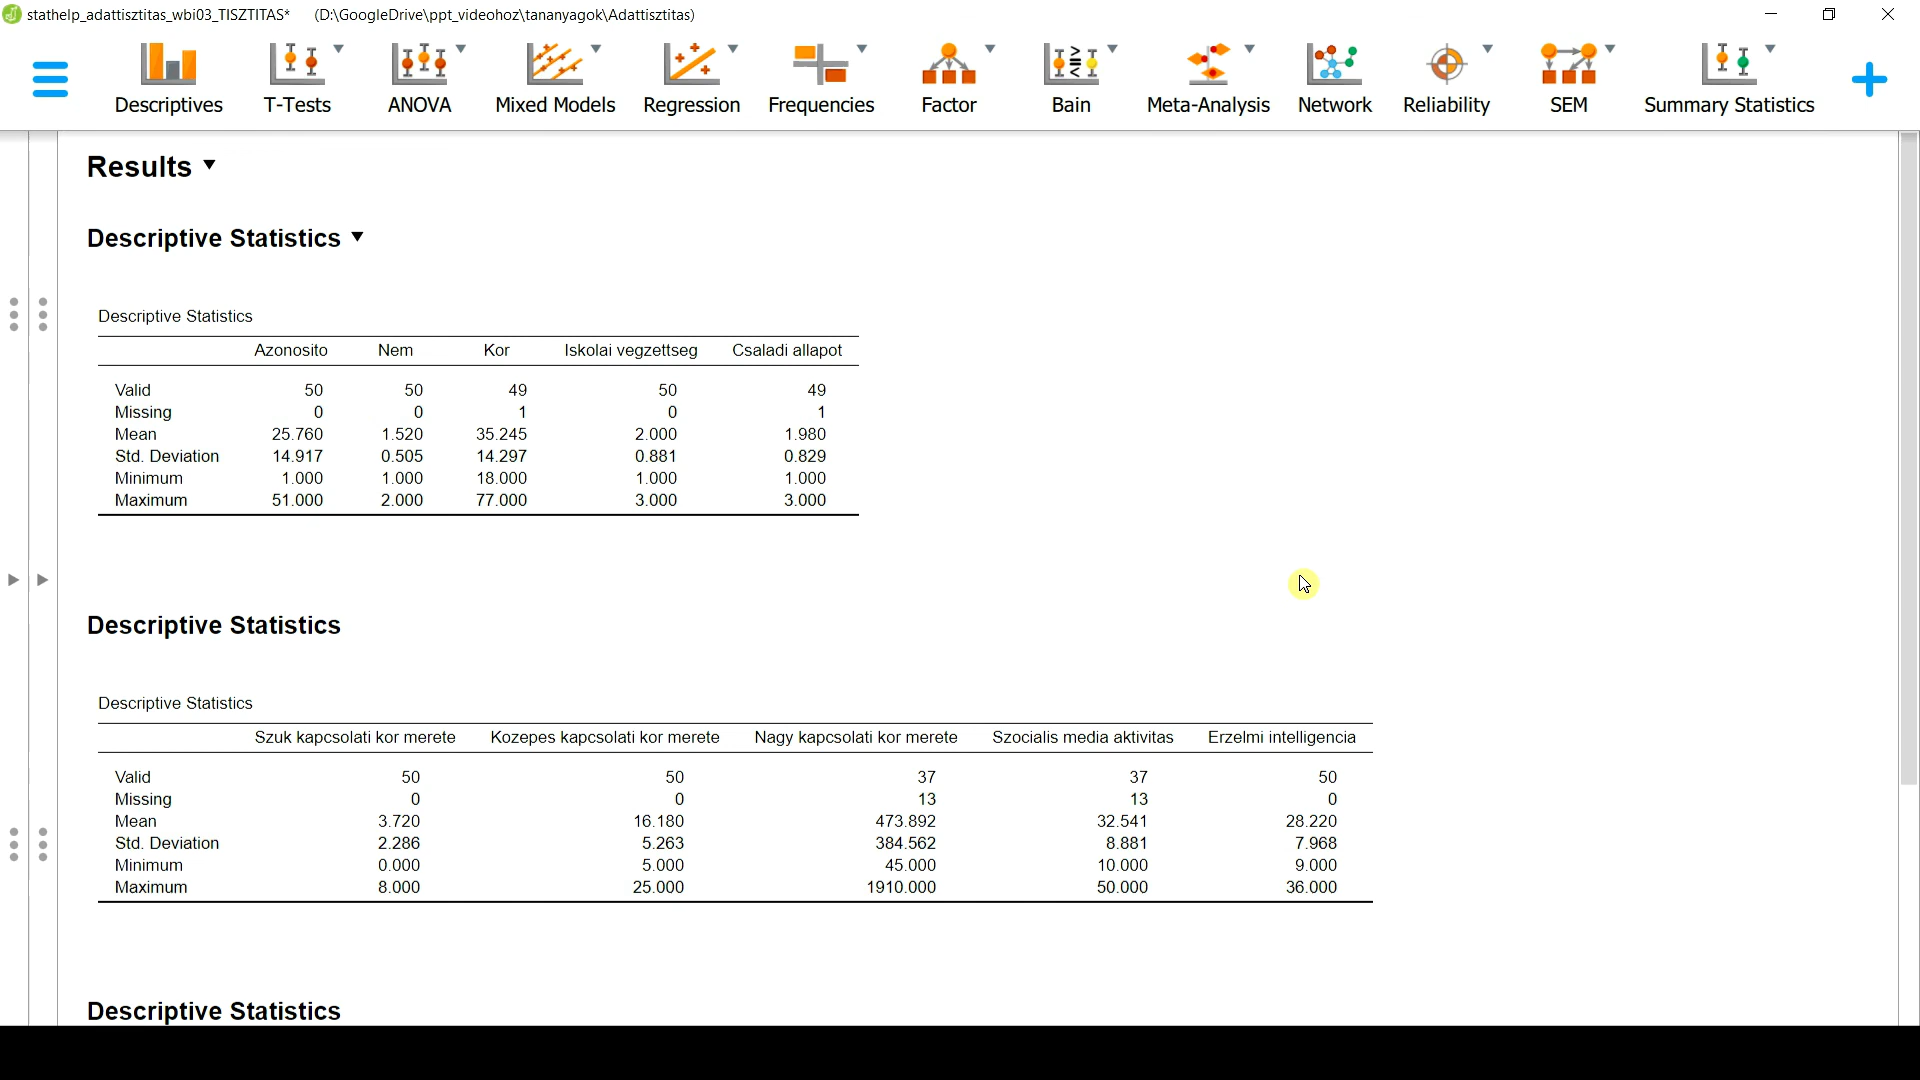 stathelp_adattisztitas_wbi03_TISZTITAS* (D:\GoogleDrive\ppt_videohoz\tananyagok\Adattisztitas)
Descriptives T-Tests ANOVA Mixed Models Regression Frequencies Factor Bain Meta-Analysis Network Reliability SEM Summary Statistics
Results
Descriptive Statistics
Descriptive Statistics
Azonosito Nem Kor Iskolai vegzettseg Csaladi allapot
Valid 50 50 49 50 49
Missing 0 0 1 0 1
Mean 25.760 1.520 35.245 2.000 1.980
Std. Deviation 14.917 0.505 14.297 0.881 0.829
Minimum 1.000 1.000 18.000 1.000 1.000
Maximum 51.000 2.000 77.000 3.000 3.000
Descriptive Statistics
Descriptive Statistics
Szuk kapcsolati kor merete Kozepes kapcsolati kor merete Nagy kapcsolati kor merete Szocialis media aktivitas Erzelmi intelligencia
Valid 50 50 37 37 50
Missing 0 0 13 13 0
Mean 3.720 16.180 473.892 32.541 28.220
Std. Deviation 2.286 5.263 384.562 8.881 7.968
Minimum 0.000 5.000 45.000 10.000 9.000
Maximum 8.000 25.000 1910.000 50.000 36.000
Descriptive Statistics